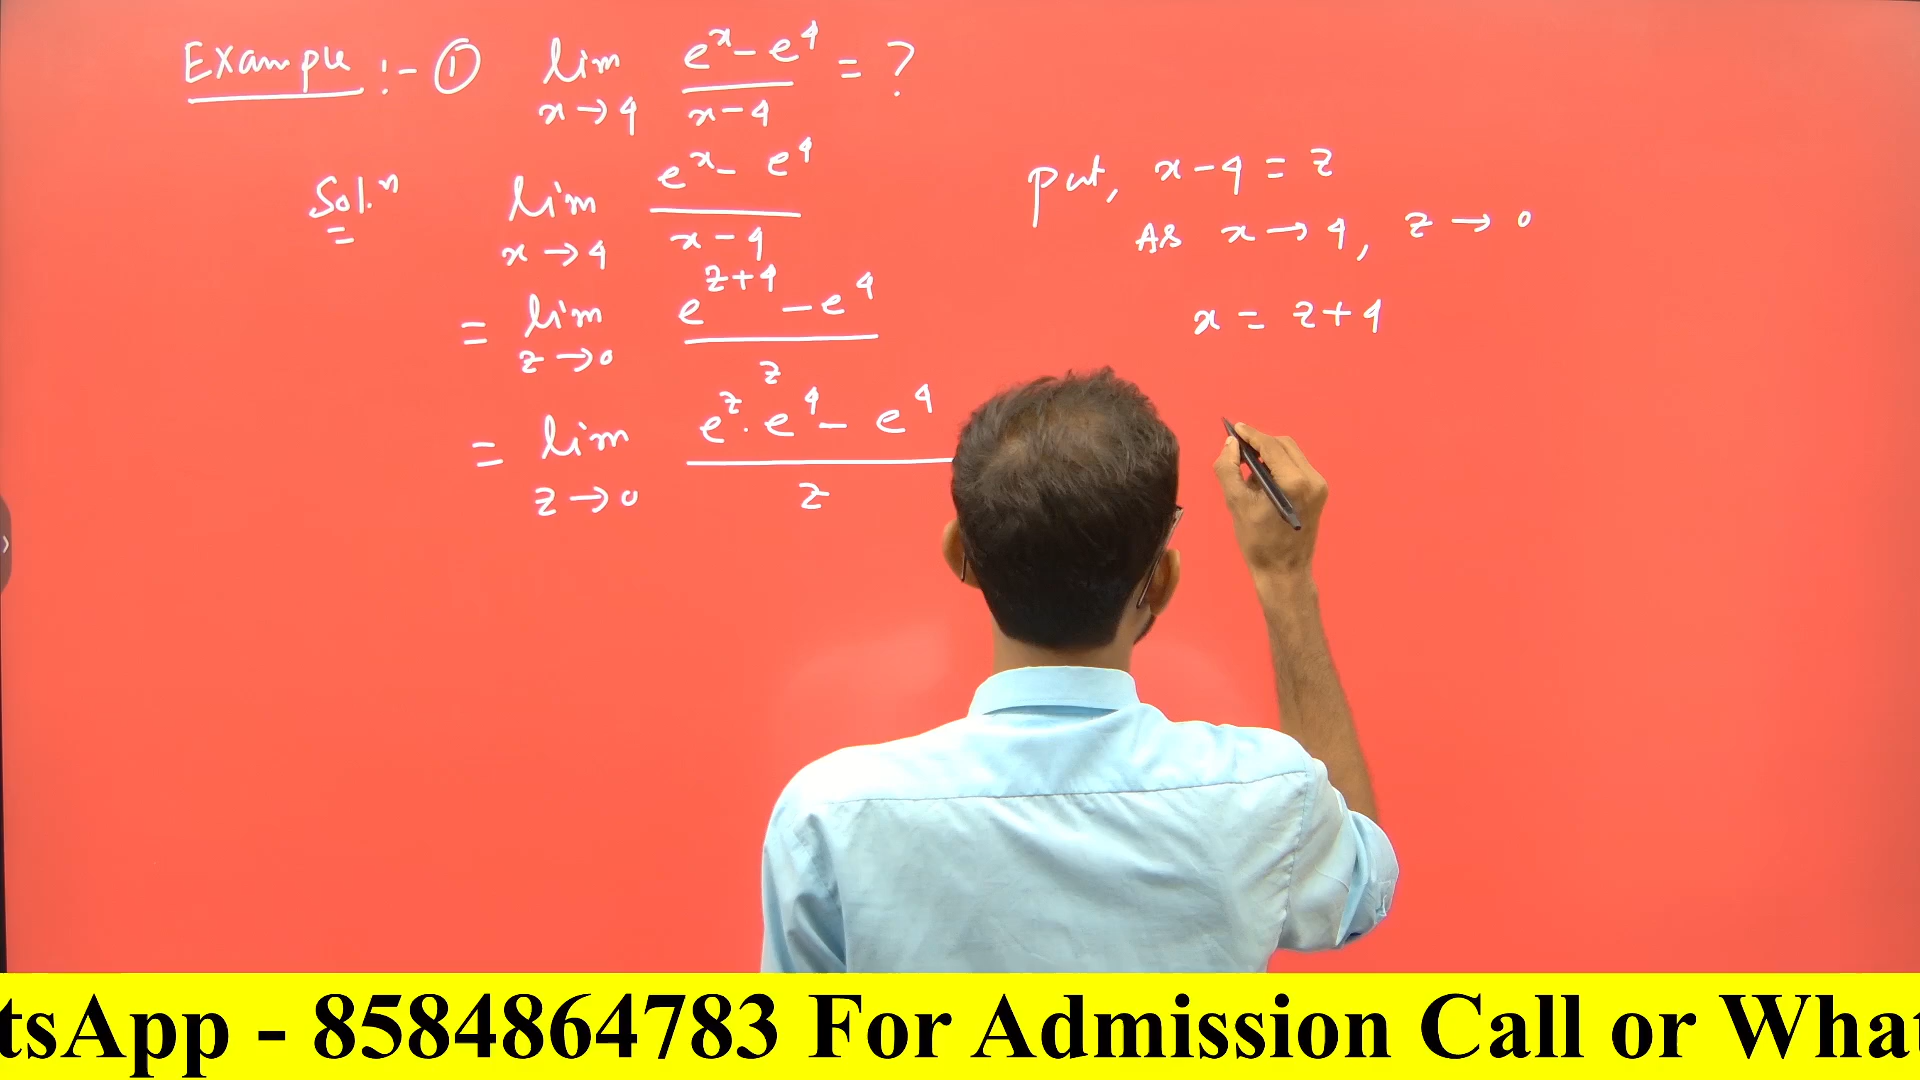 Example :- ① lim x→4 (e^x - e^4)/(x-4) = ?
Sol.ⁿ lim x→4 (e^x - e^4)/(x-4)
put, x-4 = z
As x→4, z→0
x = z+4
= lim z→0 (e^(z+4) - e^4)/z
= lim z→0 (e^z · e^4 - e^4)/z
tsApp - 8584864783 For Admission Call or What